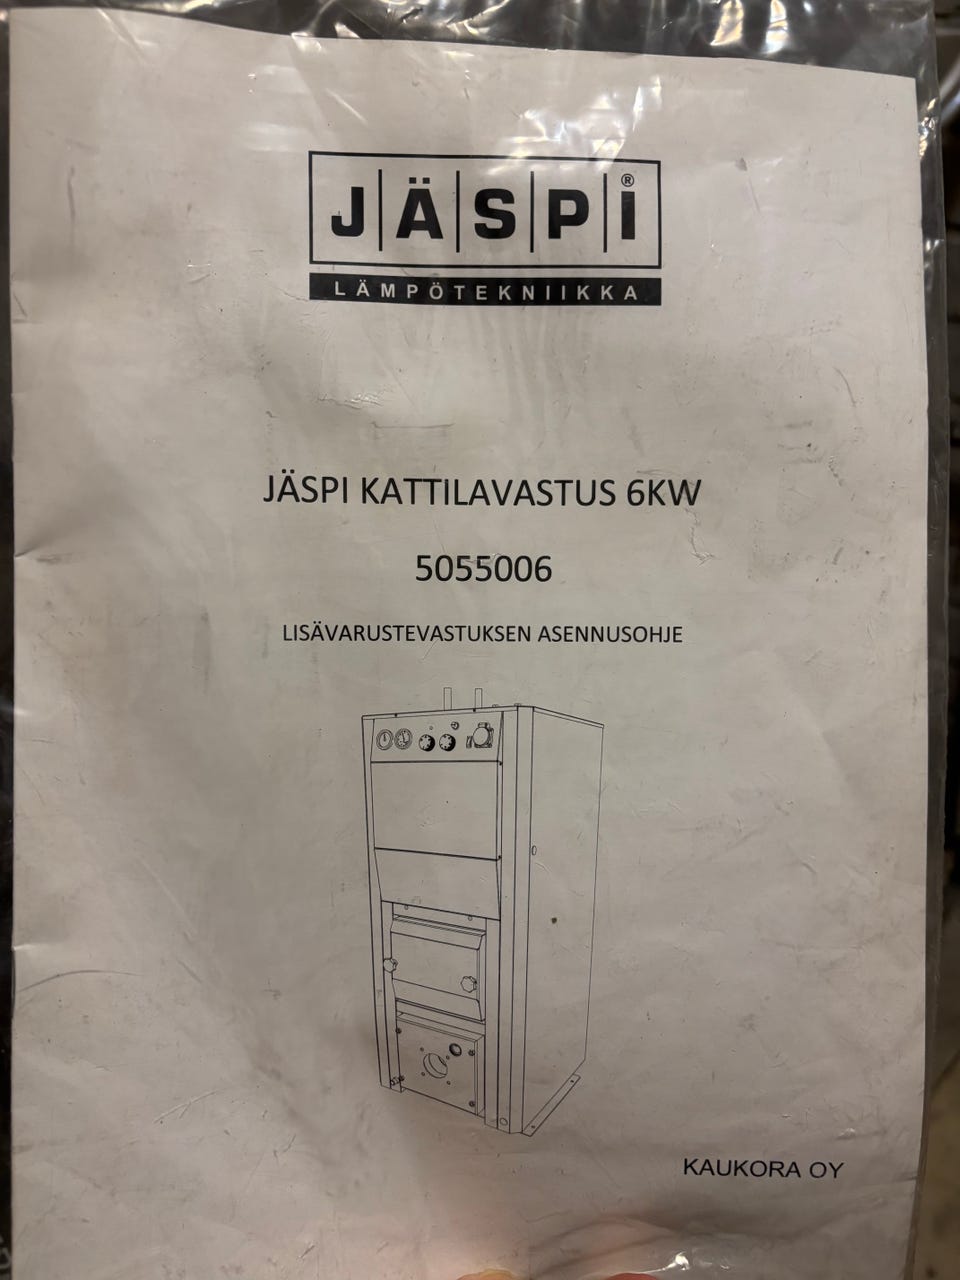 JÄSPI®
LÄMPÖTEKNIIKKA
JÄSPI KATTILAVASTUS 6KW
5055006
LISÄVARUSTEVASTUKSEN ASENNUSOHJE
KAUKORA OY